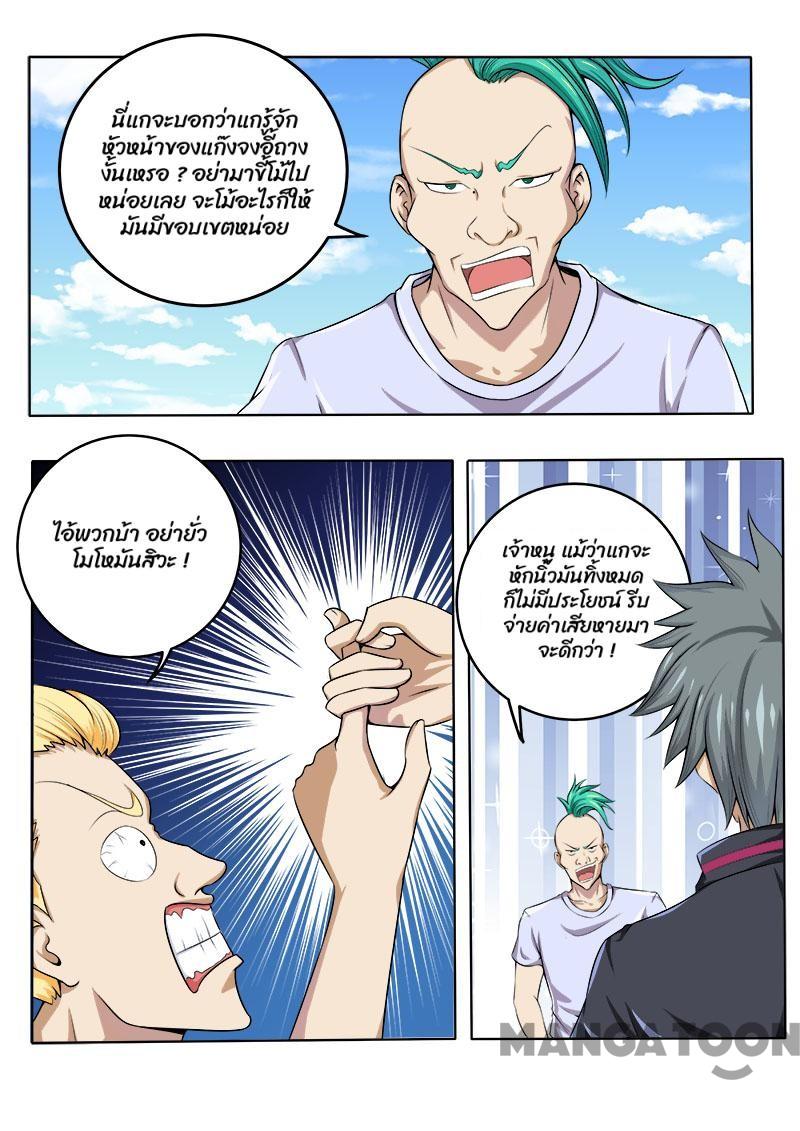 นี่แกจะบอกว่าแกรู้จัก
หัวหน้าของแก๊งจงอี้ถาง
งั้นเหรอ ? อย่ามาขี้โม้ไป
หน่อยเลย จะโม้อะไรก็ให้
มันมีขอบเขตหน่อย
ไอ้พวกบ้า อย่ายั่ว
โมโหมันสิวะ !
เจ้าหนู แม้ว่าแกจะ
หักนิ้วมันทิ้งหมด
ก็ไม่มีประโยชน์ รีบ
จ่ายค่าเสียหายมา
จะดีกว่า !
MANGATOON